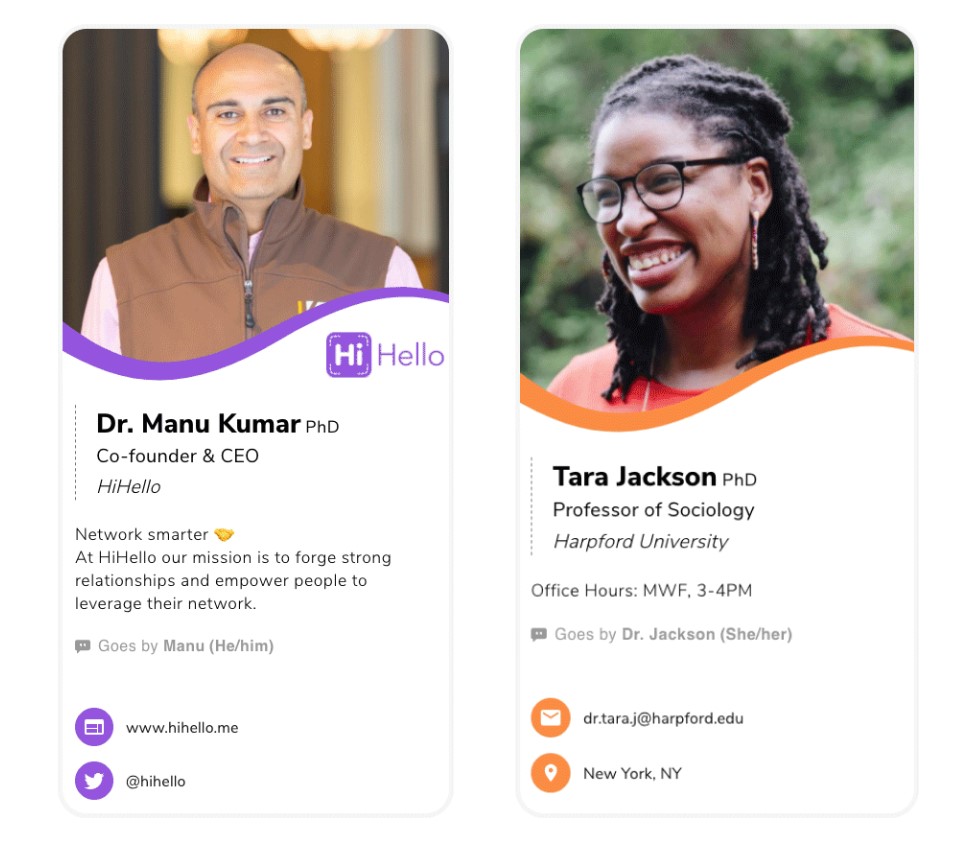 Hi Hello
Dr. Manu Kumar PhD
Co-founder & CEO
HiHello
Network smarter 🤝
At HiHello our mission is to forge strong
relationships and empower people to
leverage their network.
Goes by Manu (He/him)
www.hihello.me
@hihello
Tara Jackson PhD
Professor of Sociology
Harpford University
Office Hours: MWF, 3-4PM
Goes by Dr. Jackson (She/her)
dr.tara.j@harpford.edu
New York, NY